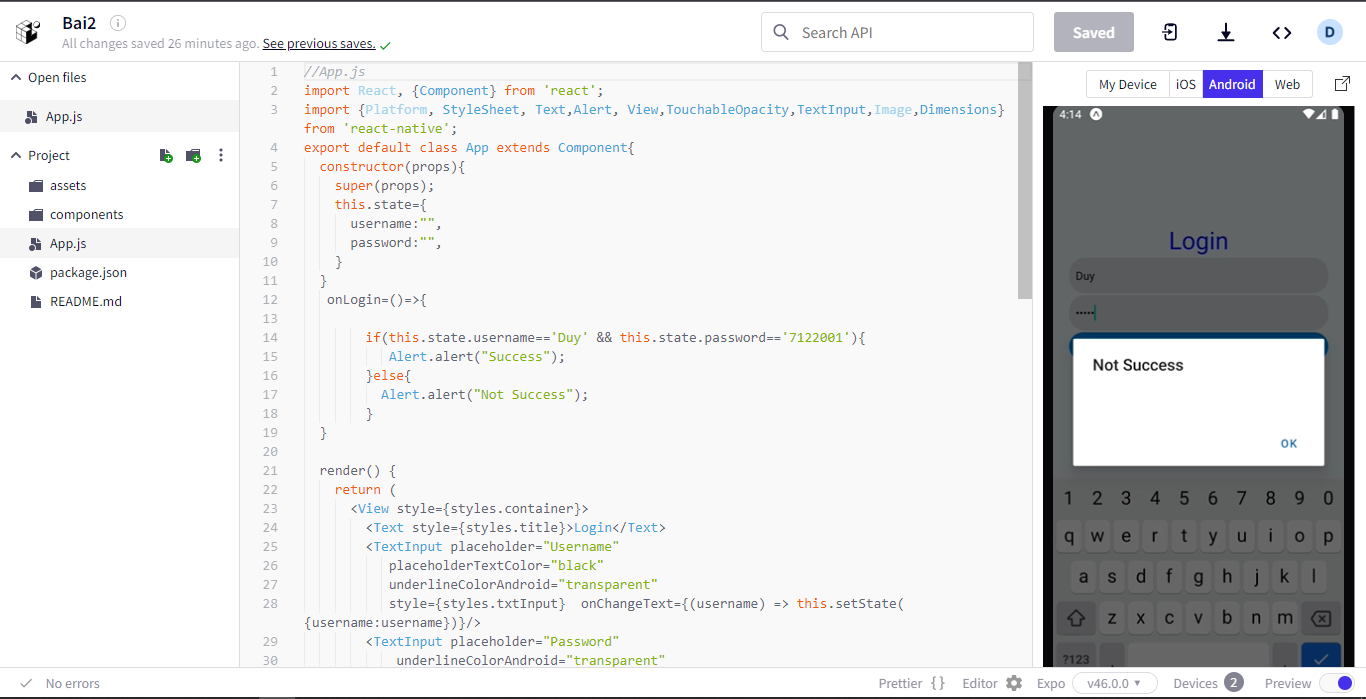 Bai2
All changes saved 26 minutes ago. See previous saves.
Search API
Saved
D
Open files
App.js
Project
assets
components
App.js
package.json
README.md
1 //App.js
2 import React, {Component} from 'react';
3 import {Platform, StyleSheet, Text,Alert, View,TouchableOpacity,TextInput,Image,Dimensions}
from 'react-native';
4 export default class App extends Component{
5 constructor(props){
6 super(props);
7 this.state={
8 username:"",
9 password:"",
10 }
11 }
12 onLogin=()=>{
13
14 if(this.state.username=='Duy' && this.state.password=='7122001'){
15 Alert.alert("Success");
16 }else{
17 Alert.alert("Not Success");
18 }
19 }
20
21 render() {
22 return (
23 <View style={styles.container}>
24 <Text style={styles.title}>Login</Text>
25 <TextInput placeholder="Username"
26 placeholderTextColor="black"
27 underlineColorAndroid="transparent"
28 style={styles.txtInput} onChangeText={(username) => this.setState(
{username:username})}/>
29 <TextInput placeholder="Password"
30 underlineColorAndroid="transparent"
My Device iOS Android Web
4:14
Login
Duy
•••••
Not Success
OK
1 2 3 4 5 6 7 8 9 0
q w e r t y u i o p
a s d f g h j k l
z x c v b n m
?123 , .
No errors
Prettier {} Editor Expo v46.0.0 Devices 2 Preview